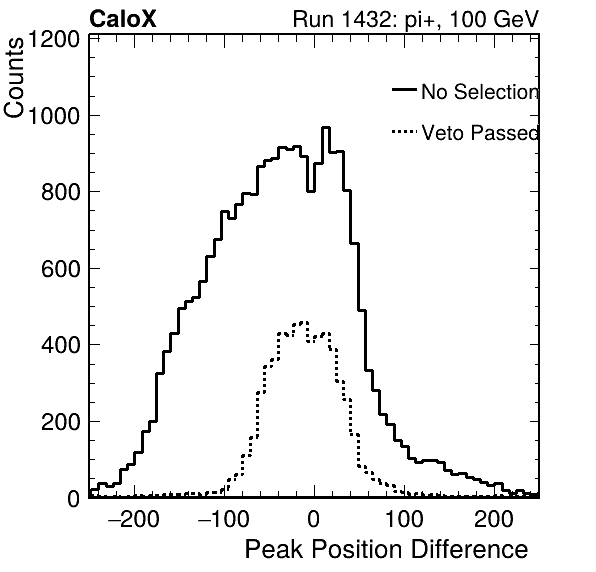 CaloX Run 1432: pi+, 100 GeV
Counts
1200
1000
800
600
400
200
0
No Selection
Veto Passed
−200 −100 0 100 200
Peak Position Difference